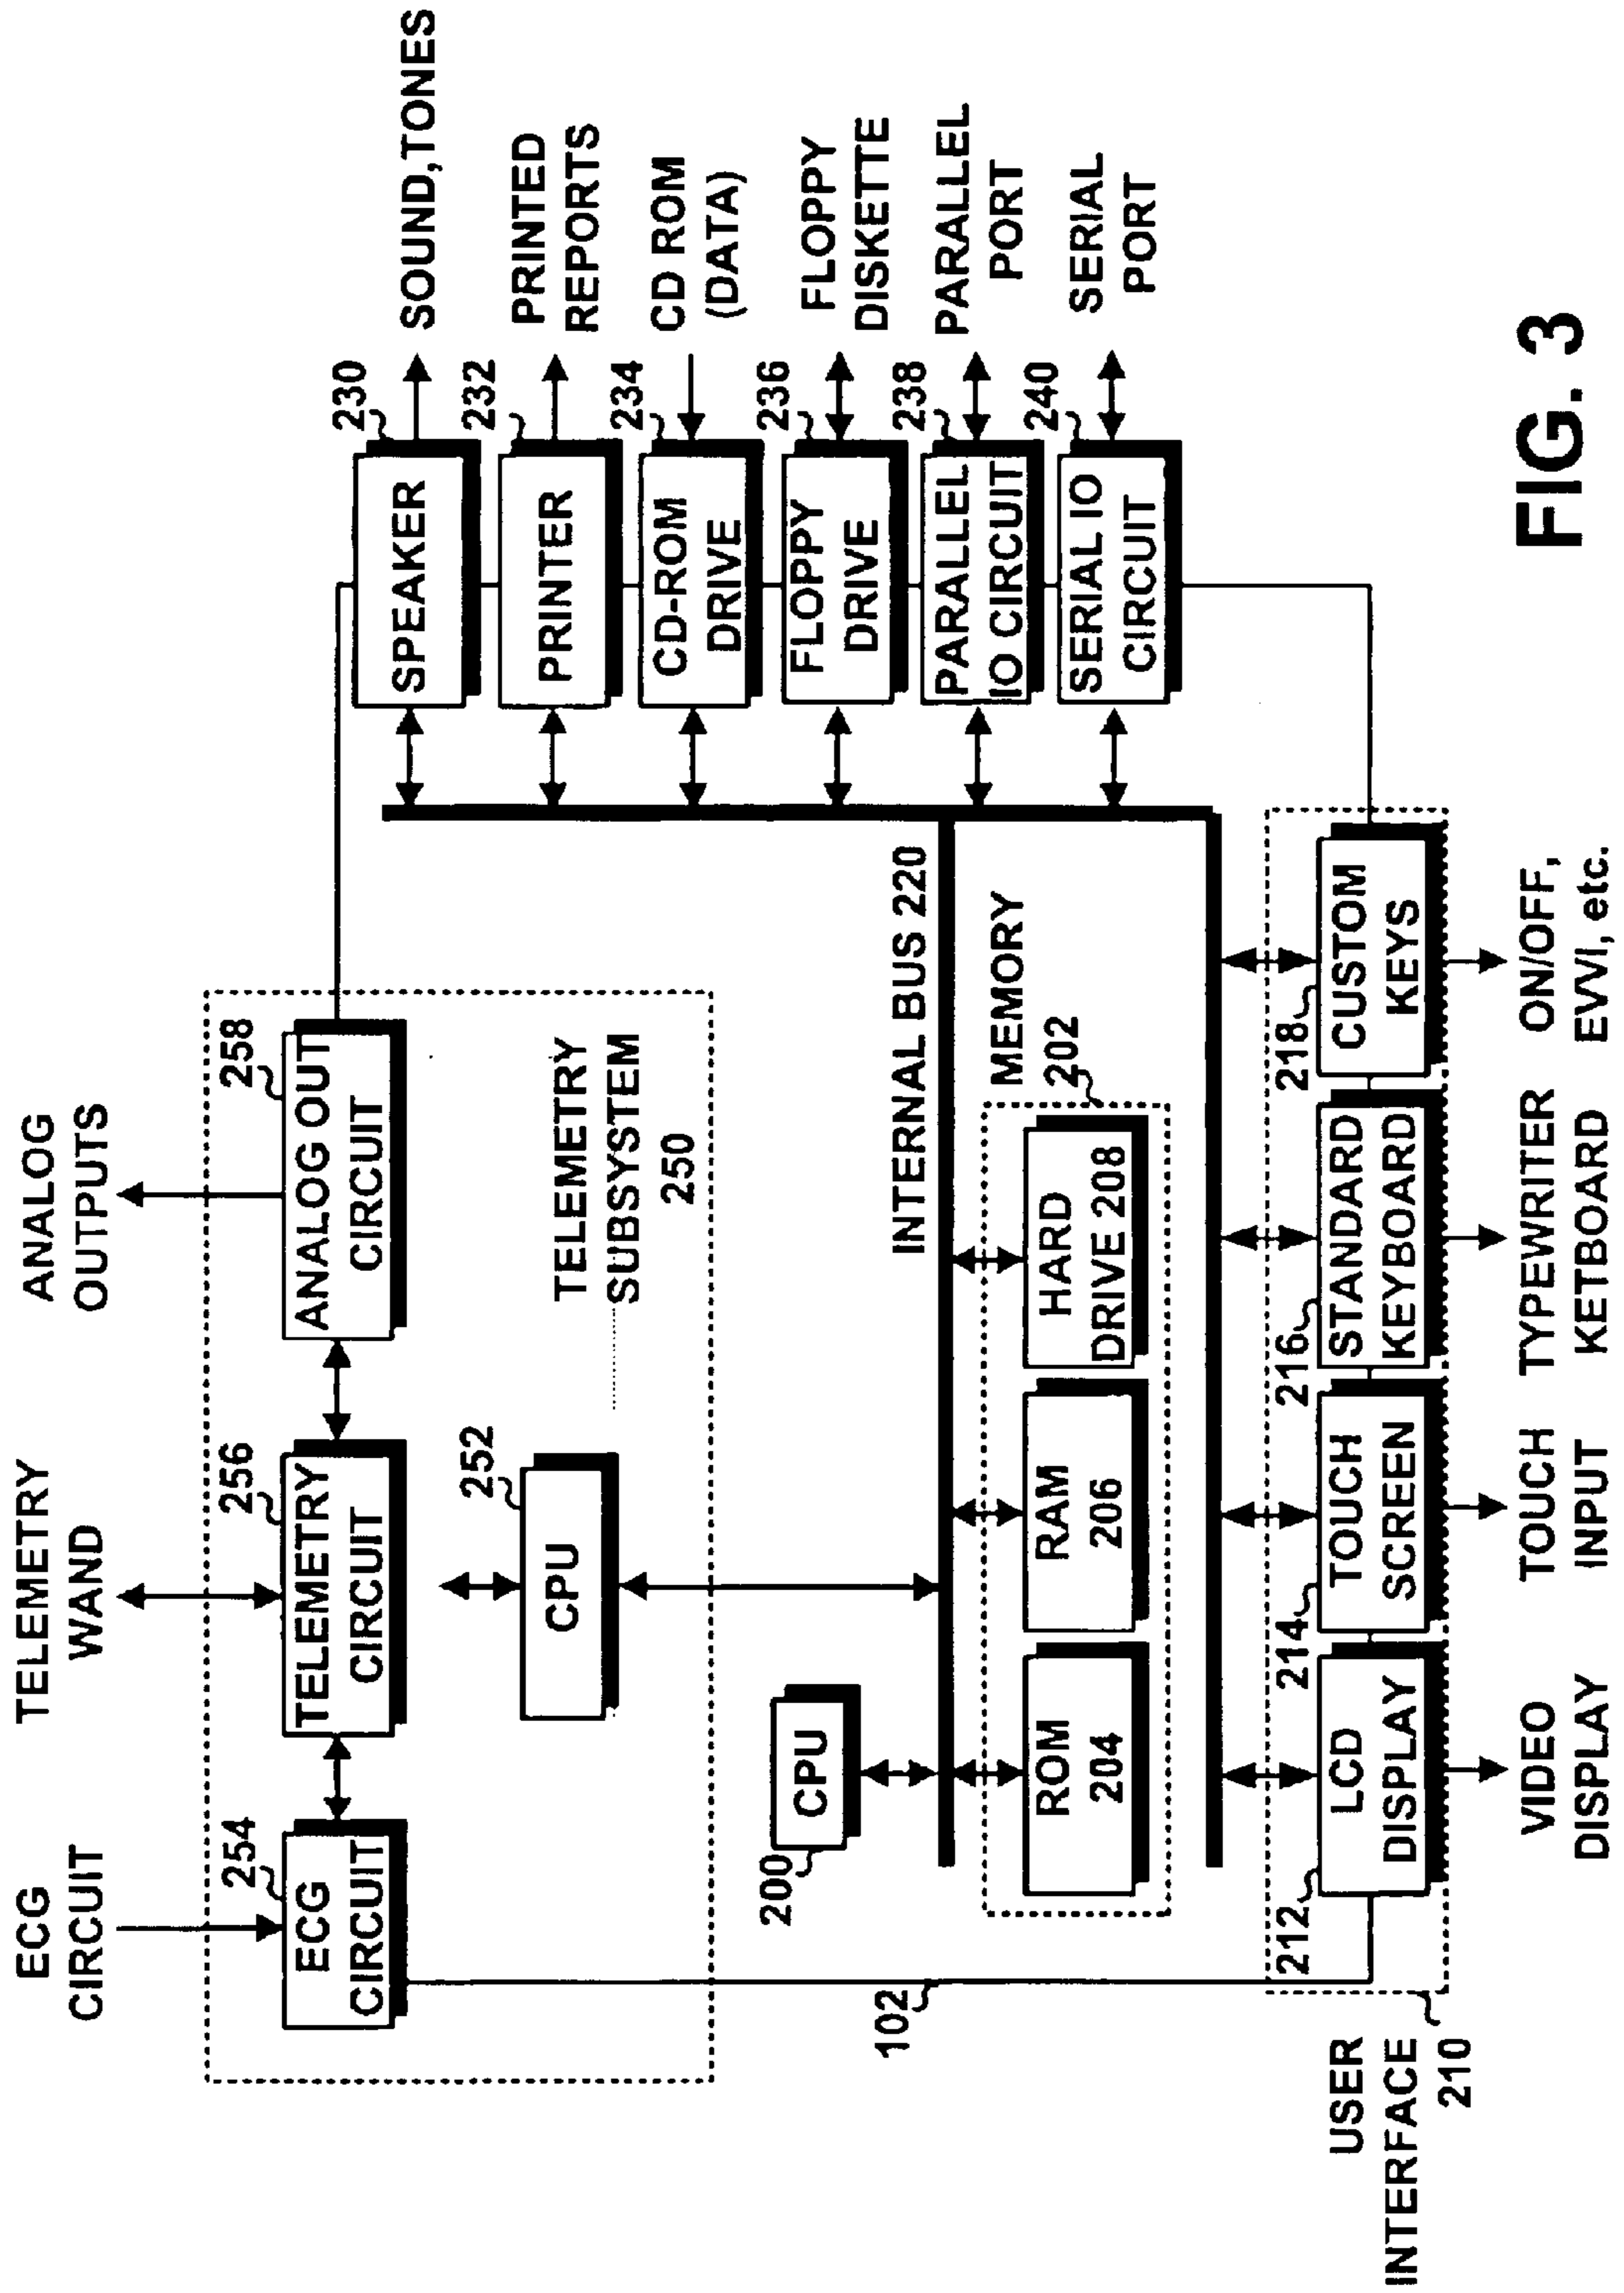 ECG
CIRCUIT
TELEMETRY
WAND
ANALOG
OUTPUTS
254
ECG
CIRCUIT
256
TELEMETRY
CIRCUIT
258
ANALOG OUT
CIRCUIT
252
CPU
TELEMETRY
SUBSYSTEM
250
230
SPEAKER
SOUND,TONES
232
PRINTER
PRINTED
REPORTS
234
CD-ROM
DRIVE
CD ROM
(DATA)
236
FLOPPY
DRIVE
FLOPPY
DISKETTE
238
PARALLEL
IO CIRCUIT
PARALLEL
PORT
240
SERIAL IO
CIRCUIT
SERIAL
PORT
200
CPU
INTERNAL BUS 220
MEMORY
202
ROM
204
RAM
206
HARD
DRIVE 208
102
212
LCD
DISPLAY
214
TOUCH
SCREEN
216
STANDARD
KEYBOARD
218
CUSTOM
KEYS
USER
INTERFACE
210
VIDEO
DISPLAY
TOUCH
INPUT
TYPEWRITER
KETBOARD
ON/OFF,
EVVI, etc.
FIG. 3